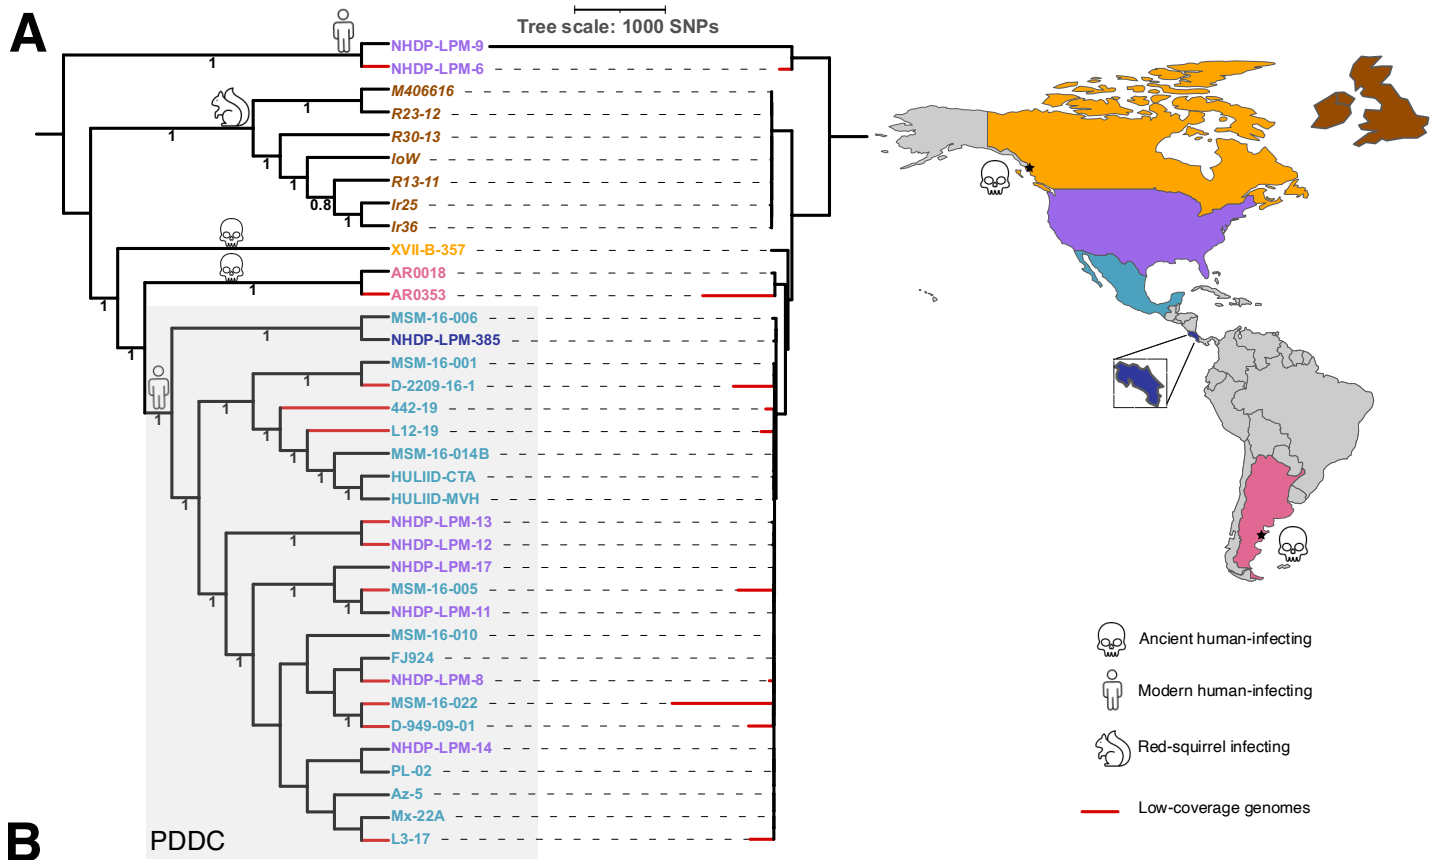 A
Tree scale: 1000 SNPs
NHDP-LPM-9
1
NHDP-LPM-6
M406616
1
R23-12
1
R30-13
IoW
1
1
R13-11
0.8
Ir25
1
Ir36
XVII-B-357
AR0018
1
AR0353
1
MSM-16-006
1
NHDP-LPM-385
1
MSM-16-001
1
D-2209-16-1
1
442-19
1
L12-19
1
1
MSM-16-014B
1
HULIID-CTA
1
HULIID-MVH
1
NHDP-LPM-13
1
NHDP-LPM-12
NHDP-LPM-17
1
MSM-16-005
1
1
NHDP-LPM-11
MSM-16-010
1
FJ924
NHDP-LPM-8
MSM-16-022
1
D-949-09-01
NHDP-LPM-14
PL-02
Az-5
Mx-22A
L3-17
PDDC
B
Ancient human-infecting
Modern human-infecting
Red-squirrel infecting
Low-coverage genomes